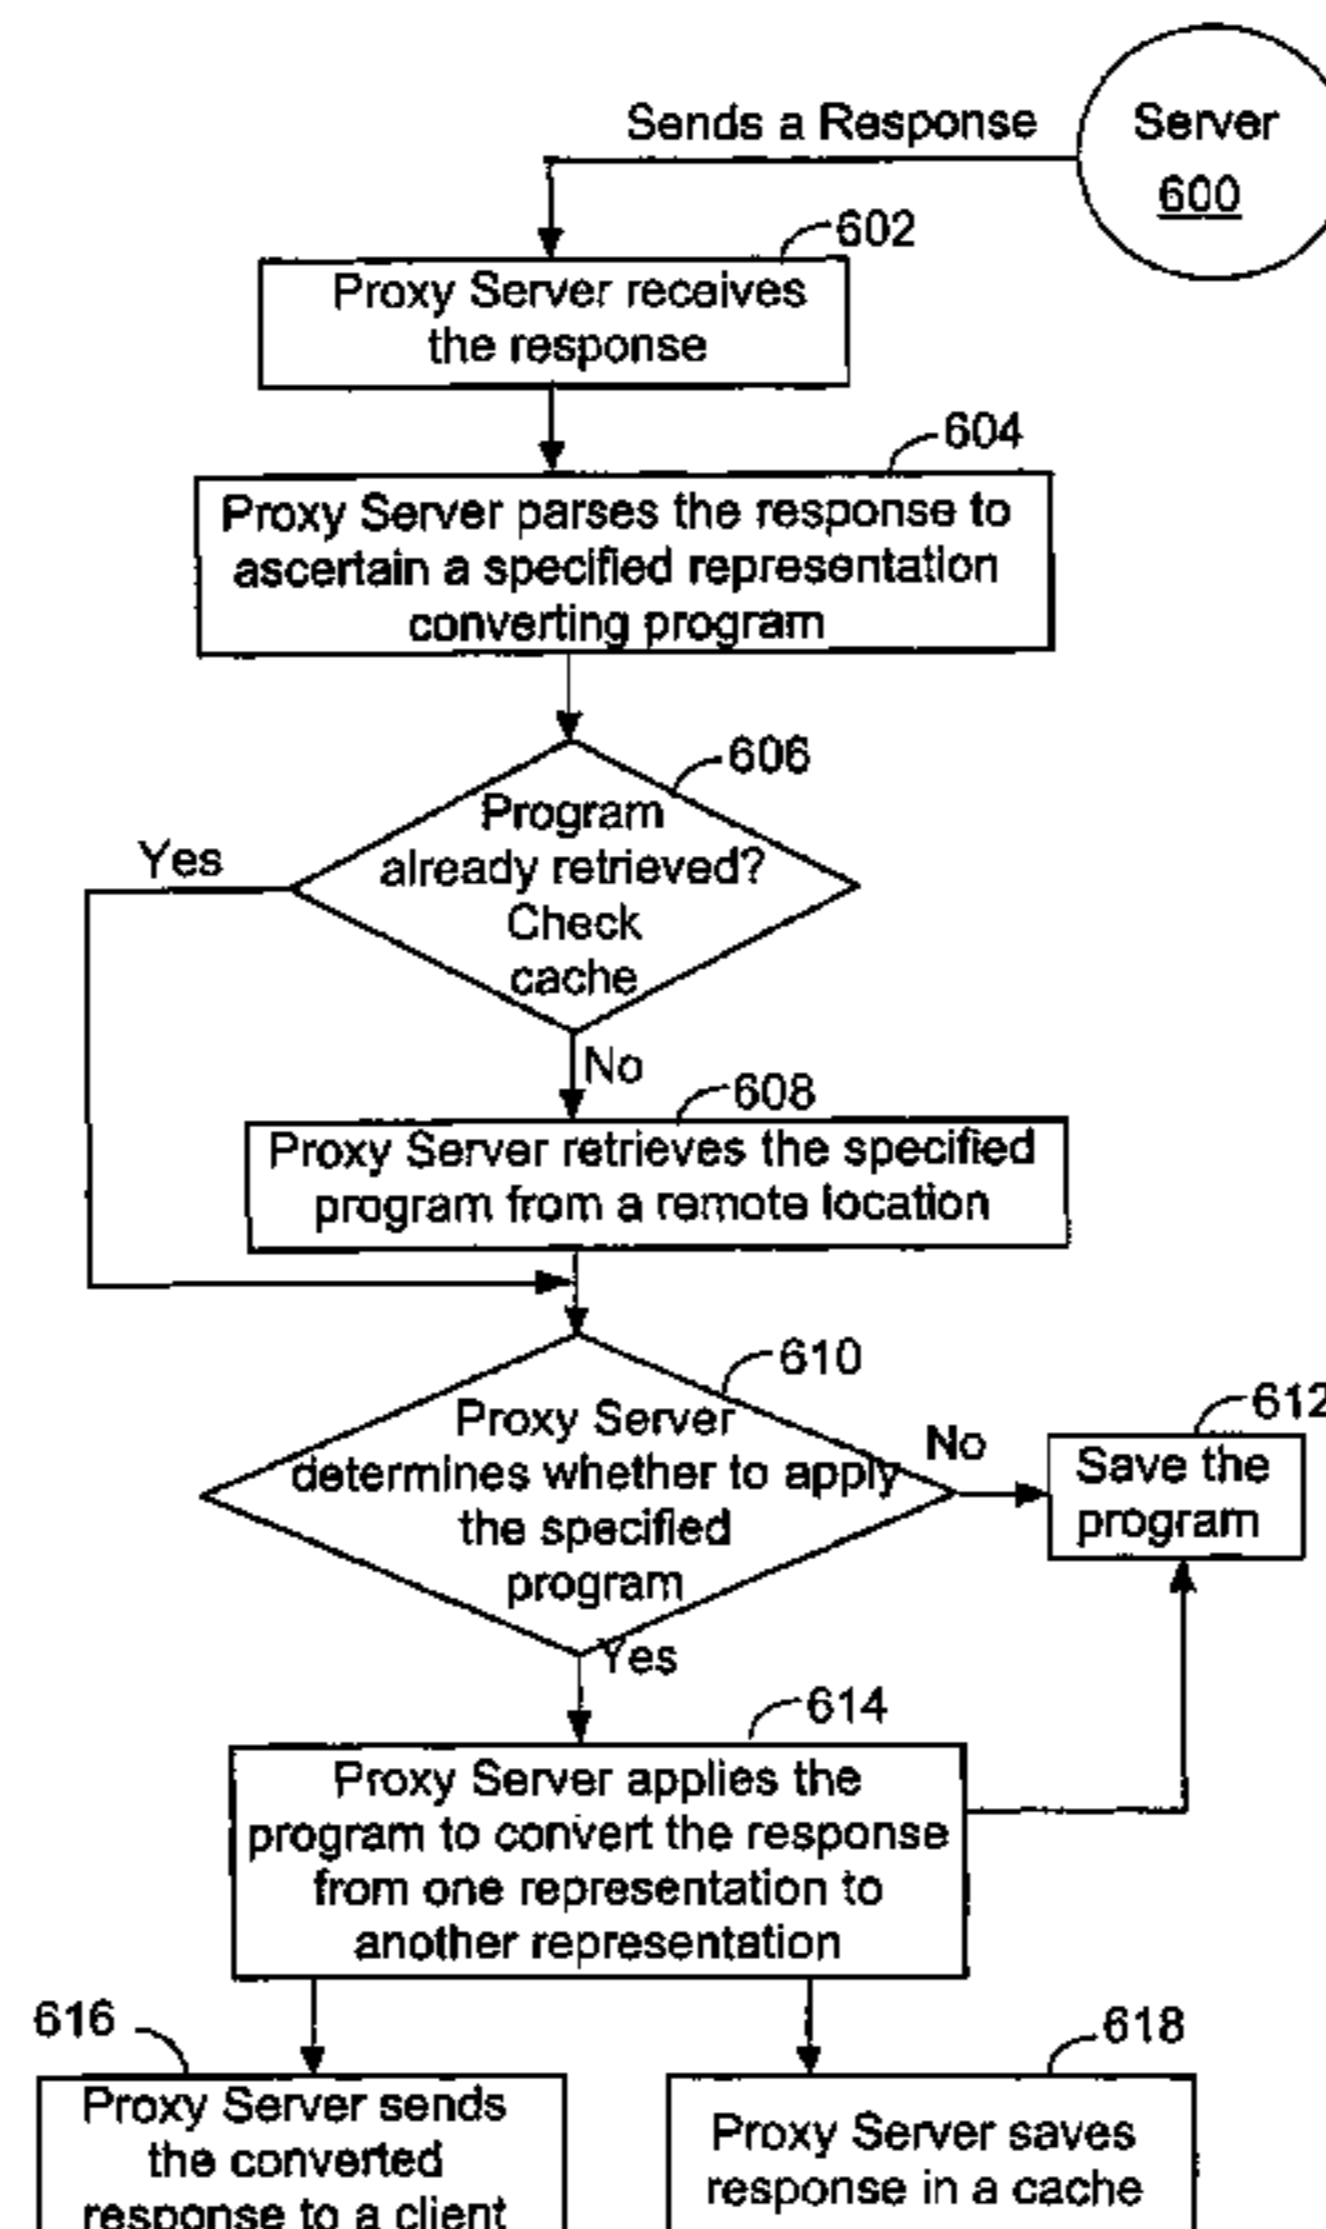 Sends a Response
Server
600
602
Proxy Server receives
the response
604
Proxy Server parses the response to
ascertain a specified representation
converting program
606
Program
already retrieved?
Check
cache
Yes
No
608
Proxy Server retrieves the specified
program from a remote location
610
Proxy Server
determines whether to apply
the specified
program
No
612
Save the
program
Yes
614
Proxy Server applies the
program to convert the response
from one representation to
another representation
616
Proxy Server sends
the converted
response to a client
618
Proxy Server saves
response in a cache